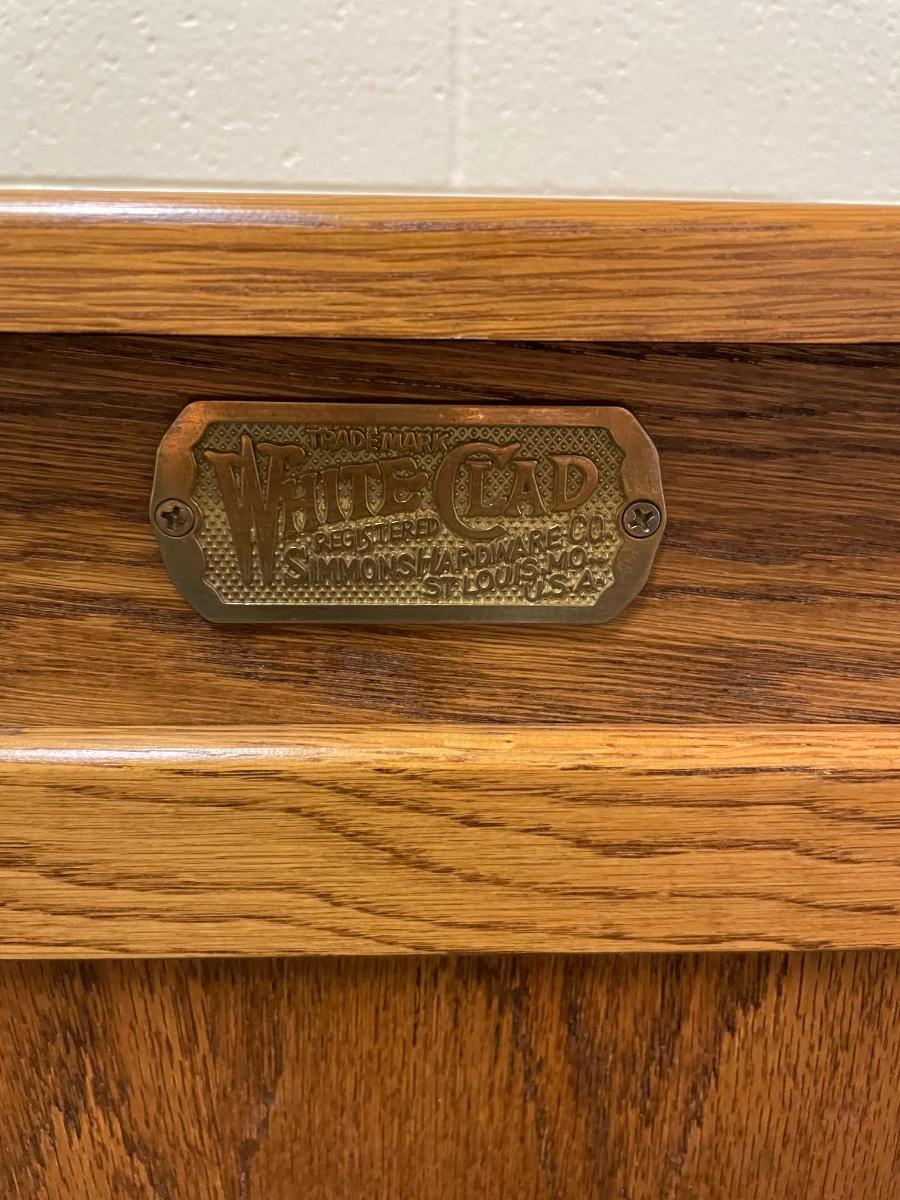 TRADE MARK
WHITE CLAD
REGISTERED
SIMMONS HARDWARE CO.
ST. LOUIS, MO.
U.S.A.